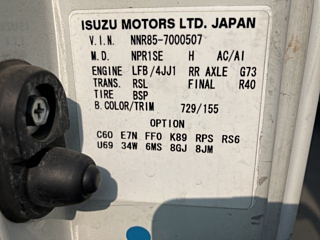 ISUZU MOTORS LTD. JAPAN
V.I.N. NNR85-7000507
M.D. NPR1SE H AC/AI
ENGINE LFB/4JJ1 RR AXLE G73
TRANS. RSL FINAL R40
TIRE BSP
B.COLOR/TRIM 729/155
OPTION
C60 E7N FF0 K89 RPS RS6
U69 34W 6MS 8GJ 8JM